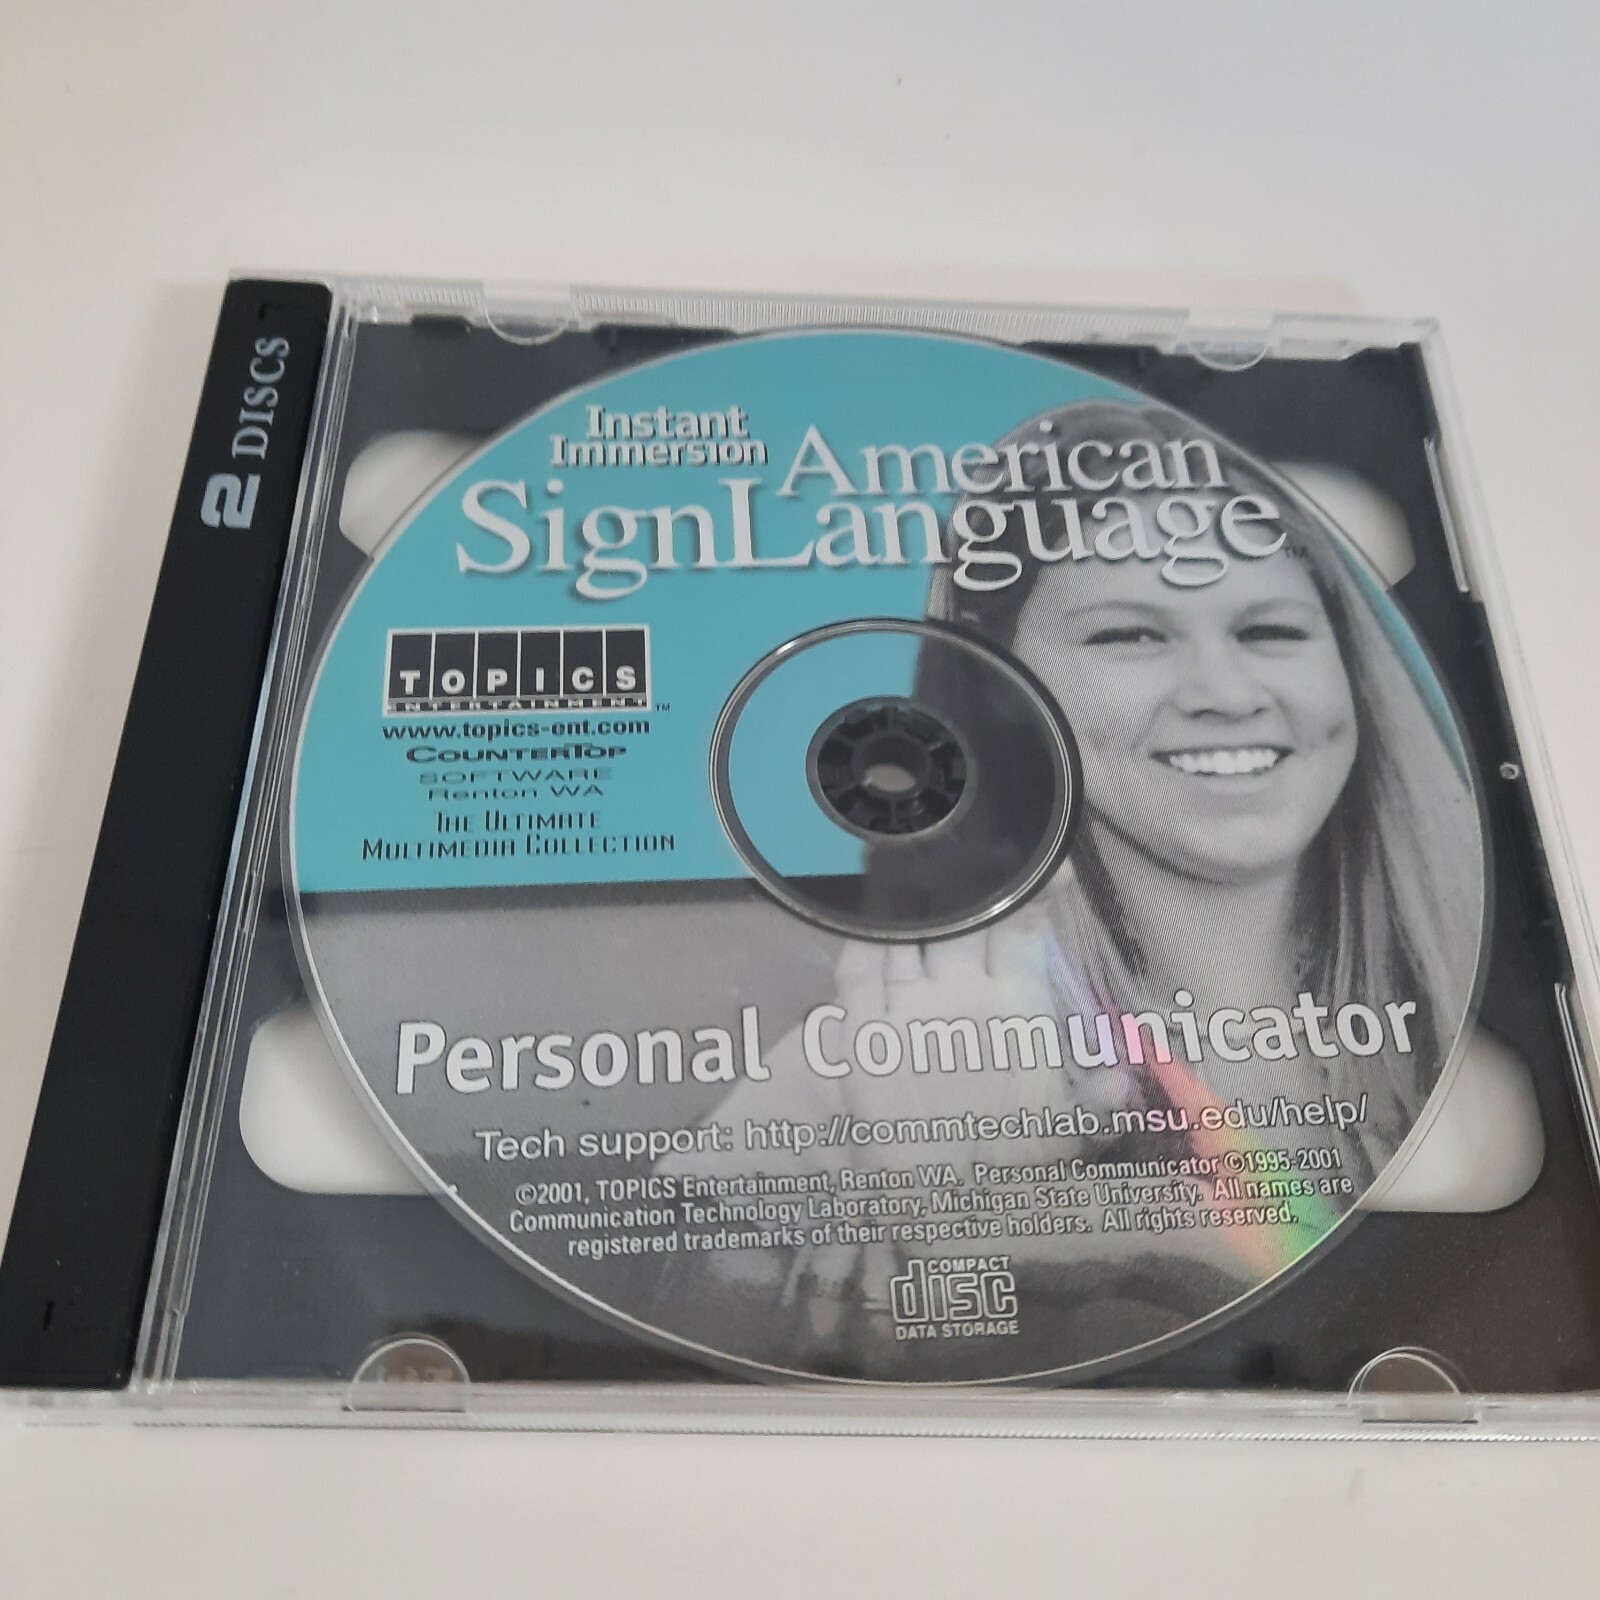 2 DISCS
Instant
Immersion
American
SignLanguage™
TOPICS
ENTERTAINMENT™
www.topics-ent.com
COUNTERTOP
SOFTWARE
Renton WA
THE ULTIMATE
MULTIMEDIA COLLECTION
Personal Communicator
Tech support: http://commtechlab.msu.edu/help/
©2001, TOPICS Entertainment, Renton WA. Personal Communicator ©1995-2001
Communication Technology Laboratory, Michigan State University. All names are
registered trademarks of their respective holders. All rights reserved.
COMPACT
disc
DATA STORAGE